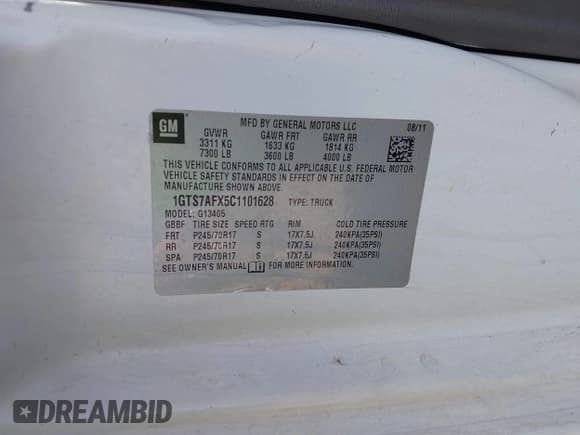 GM
MFD BY GENERAL MOTORS LLC 08/11
GVWR GAWR FRT GAWR RR
3311 KG 1633 KG 1814 KG
7300 LB 3600 LB 4000 LB
THIS VEHICLE CONFORMS TO ALL APPLICABLE U.S. FEDERAL MOTOR
VEHICLE SAFETY STANDARDS IN EFFECT ON THE DATE OF
MANUFACTURE SHOWN ABOVE.
1GTS7AFX5C1101628 TYPE: TRUCK
MODEL: G13405
GBBF TIRE SIZE SPEED RTG RIM COLD TIRE PRESSURE
FRT P245/70R17 S 17X7.5J 240KPA(35PSI)
RR P245/70R17 S 17X7.5J 240KPA(35PSI)
SPA P245/70R17 S 17X7.5J 240KPA(35PSI)
SEE OWNER'S MANUAL FOR ADDITIONAL INFORMATION
DREAMBID